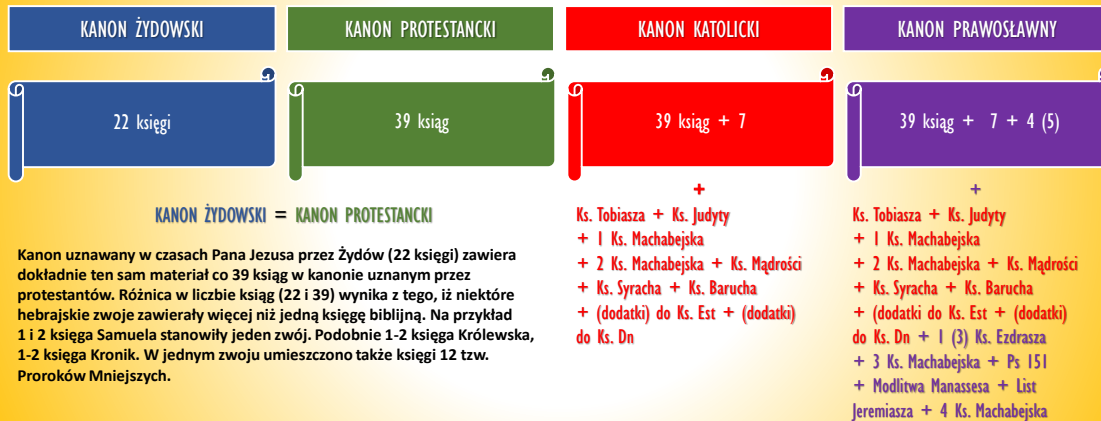 KANON ŻYDOWSKI
KANON PROTESTANCKI
KANON KATOLICKI
KANON PRAWOSŁAWNY
22 księgi
39 ksiąg
39 ksiąg + 7
39 ksiąg + 7 + 4 (5)
KANON ŻYDOWSKI = KANON PROTESTANCKI
Kanon uznawany w czasach Pana Jezusa przez Żydów (22 księgi) zawiera
dokładnie ten sam materiał co 39 ksiąg w kanonie uznanym przez
protestantów. Różnica w liczbie ksiąg (22 i 39) wynika z tego, iż niektóre
hebrajskie zwoje zawierały więcej niż jedną księgę biblijną. Na przykład
1 i 2 księga Samuela stanowiły jeden zwój. Podobnie 1-2 księga Królewska,
1-2 księga Kronik. W jednym zwoju umieszczono także księgi 12 tzw.
Proroków Mniejszych.
+
Ks. Tobiasza + Ks. Judyty
+ 1 Ks. Machabejska
+ 2 Ks. Machabejska + Ks. Mądrości
+ Ks. Syracha + Ks. Barucha
+ (dodatki) do Ks. Est + (dodatki)
do Ks. Dn
+
Ks. Tobiasza + Ks. Judyty
+ 1 Ks. Machabejska
+ 2 Ks. Machabejska + Ks. Mądrości
+ Ks. Syracha + Ks. Barucha
+ (dodatki do Ks. Est + (dodatki)
do Ks. Dn + 1 (3) Ks. Ezdrasza
+ 3 Ks. Machabejska + Ps 151
+ Modlitwa Manassesa + List
Jeremiasza + 4 Ks. Machabejska